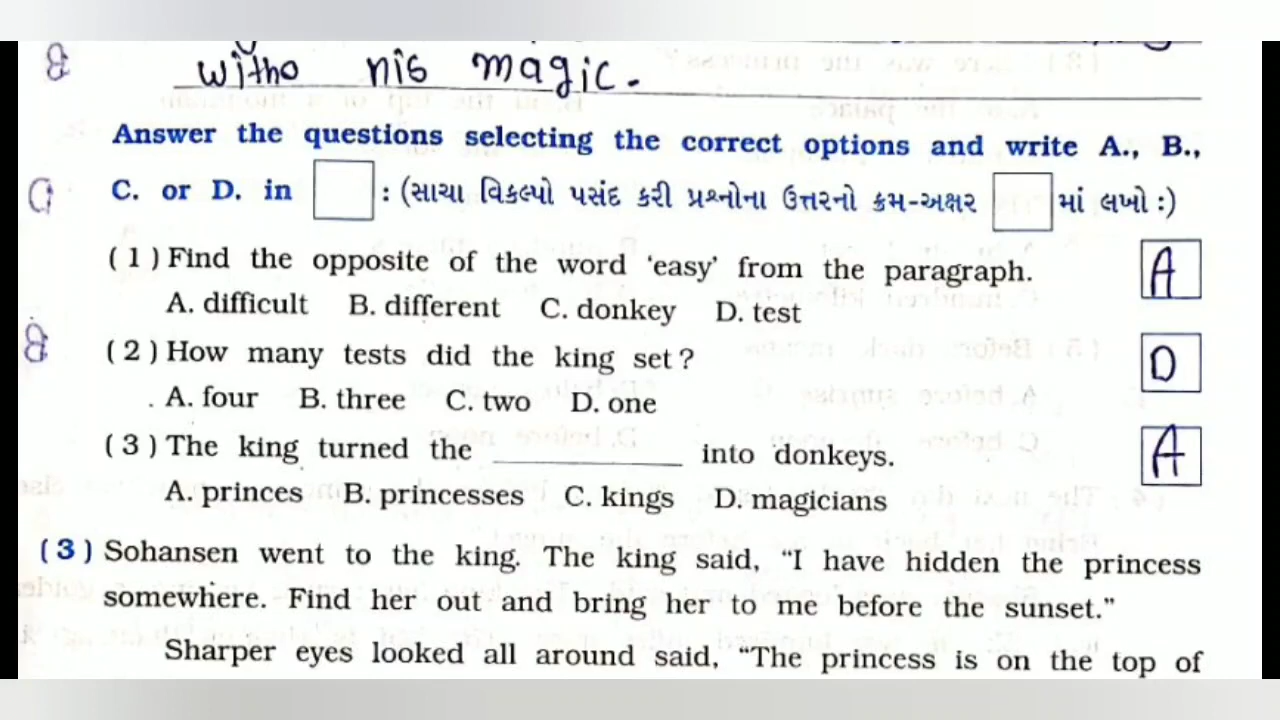 witho nis magic.
Answer the questions selecting the correct options and write A., B.,
C. or D. in : (સાચા વિકલ્પો પસંદ કરી પ્રશ્નોના ઉત્તરનો ક્રમ-અક્ષર માં લખો :)
(1) Find the opposite of the word ‘easy’ from the paragraph. A
A. difficult B. different C. donkey D. test
(2) How many tests did the king set? D
A. four B. three C. two D. one
(3) The king turned the __________ into donkeys. A
A. princes B. princesses C. kings D. magicians
(3) Sohansen went to the king. The king said, “I have hidden the princess
somewhere. Find her out and bring her to me before the sunset.”
Sharper eyes looked all around said, “The princess is on the top of